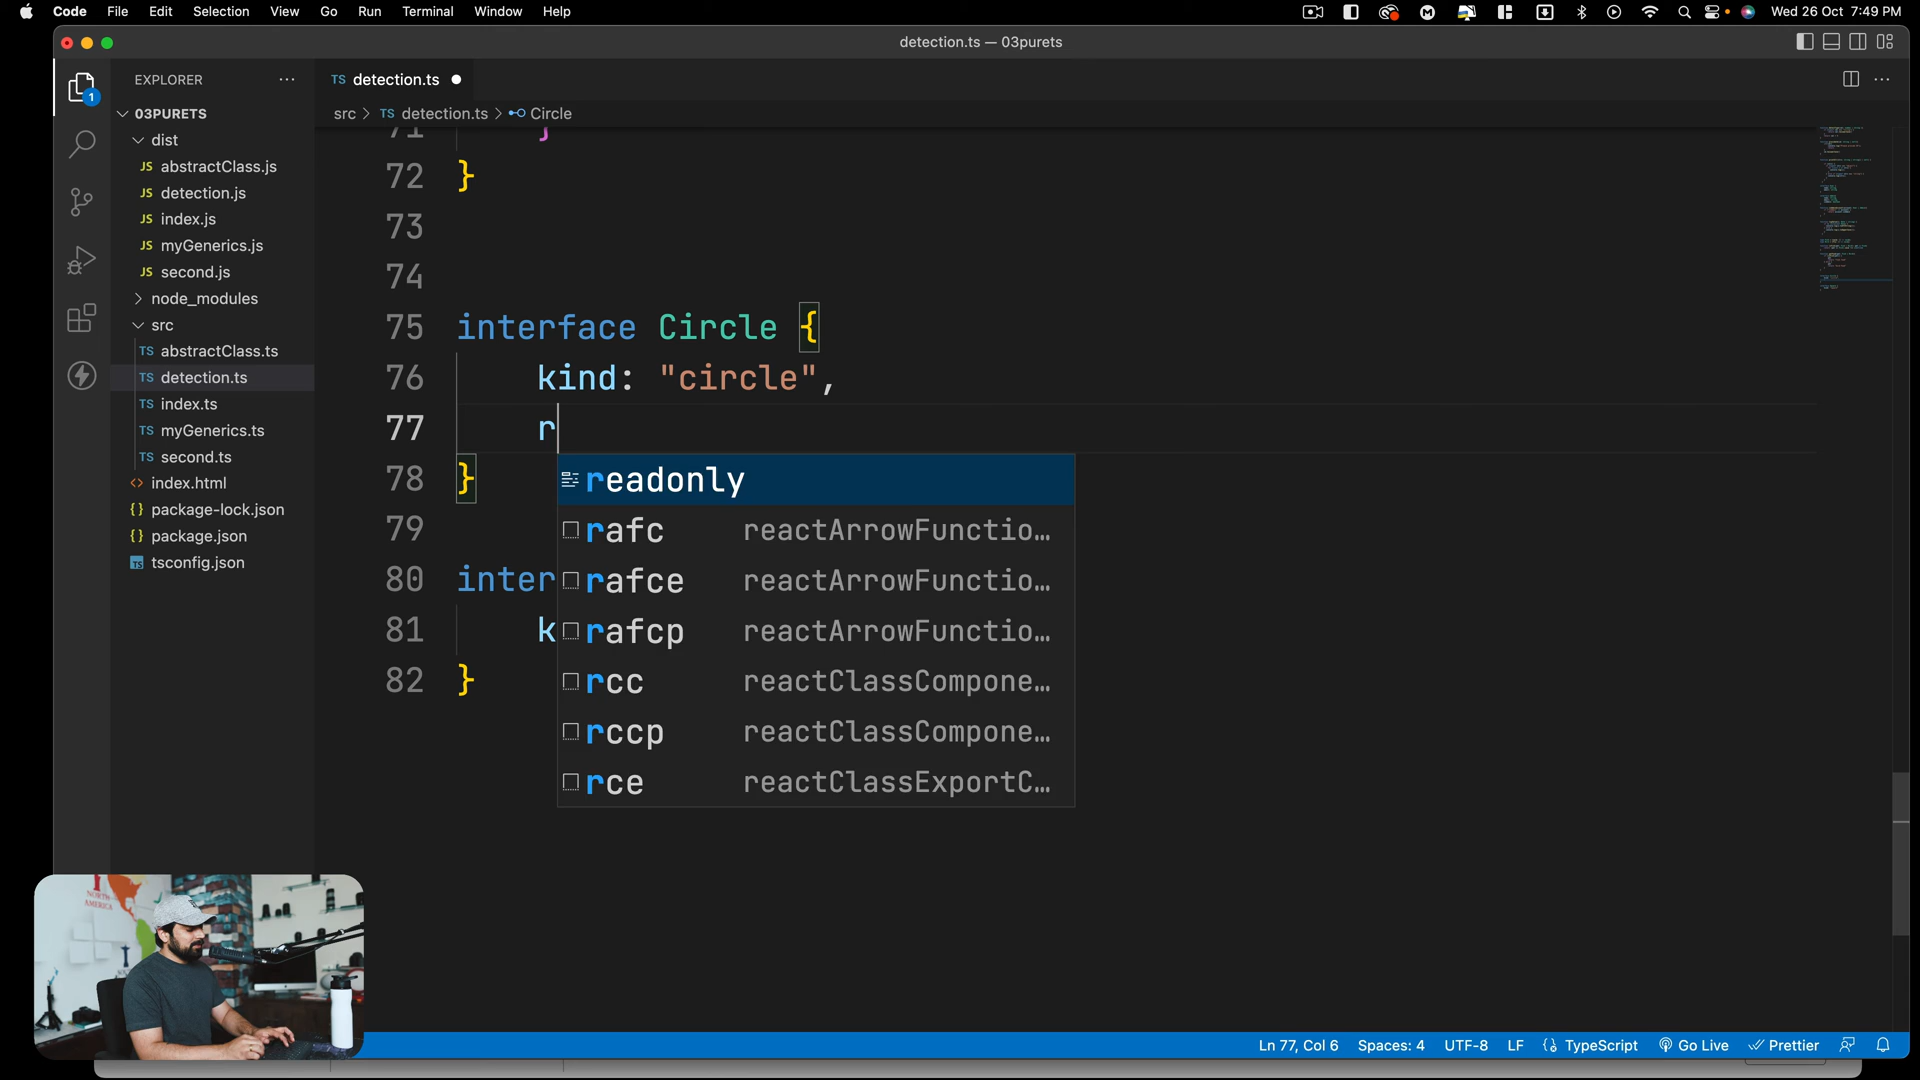 Code File Edit Selection View Go Run Terminal Window Help
Wed 26 Oct 7:49 PM
detection.ts — 03purets
EXPLORER
TS detection.ts
1
03PURETS
src > TS detection.ts > Circle
dist
JS abstractClass.js
JS detection.js
JS index.js
JS myGenerics.js
JS second.js
node_modules
src
TS abstractClass.ts
TS detection.ts
TS index.ts
TS myGenerics.ts
TS second.ts
index.html
{} package-lock.json
{} package.json
TS tsconfig.json
71 }
72 }
73
74
75 interface Circle {
76 kind: "circle",
77 r
78 }
79
80 inter
81 k
82 }
readonly
rafc reactArrowFunctio…
rafce reactArrowFunctio…
rafcp reactArrowFunctio…
rcc reactClassCompone…
rccp reactClassCompone…
rce reactClassExportC…
NORTH
AMERICA
Ln 77, Col 6 Spaces: 4 UTF-8 LF {} TypeScript Go Live Prettier